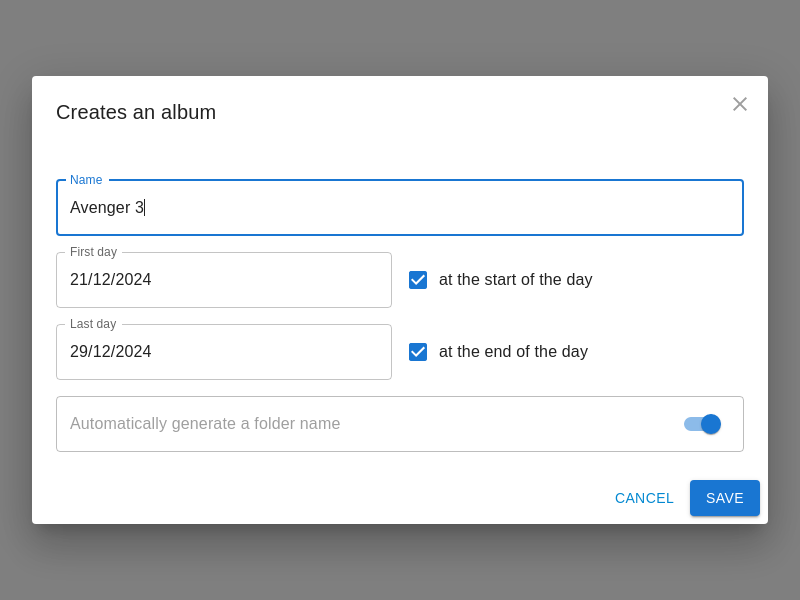 Creates an album
Name
Avenger 3
First day
21/12/2024
at the start of the day
Last day
29/12/2024
at the end of the day
Automatically generate a folder name
CANCEL
SAVE